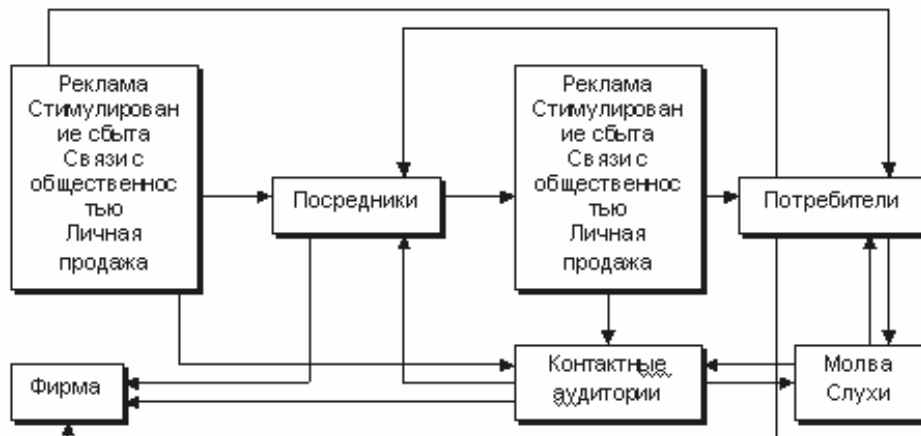 Реклама
Стимулирован
ие сбыта
Связи с
общественнос
тью
Личная
продажа
Посредники
Реклама
Стимулирован
ие сбыта
Связи с
общественнос
тью
Личная
продажа
Потребители
Фирма
Контактные
аудитории
Молва
Слухи